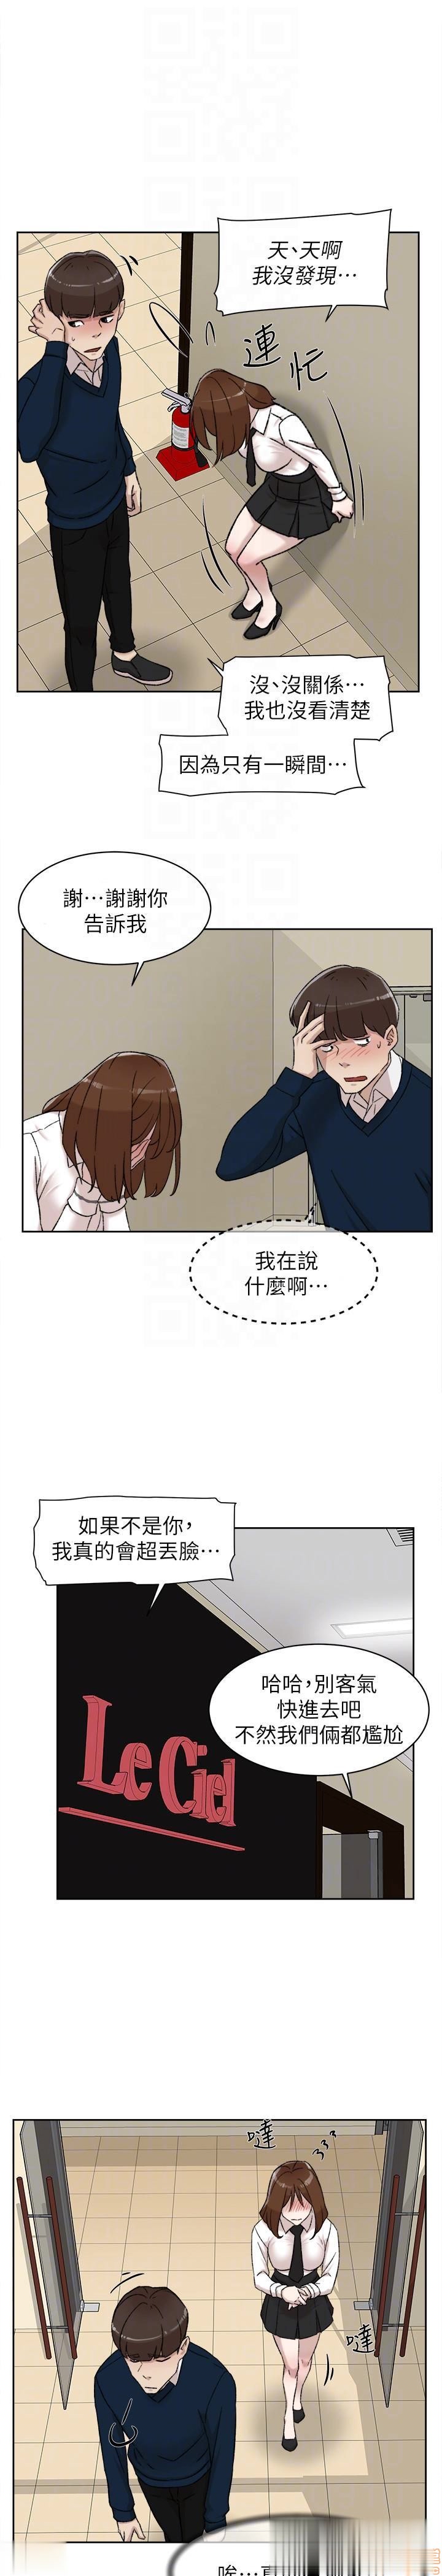 天、天啊
我沒發現…
連忙
沒、沒關係…
我也沒看清楚
因為只有一瞬間…
謝…謝謝你
告訴我
我在說
什麼啊…
如果不是你，
我真的會超丟臉…
Le Ciel
哈哈，別客氣
快進去吧
不然我們倆都尷尬
噠
噠